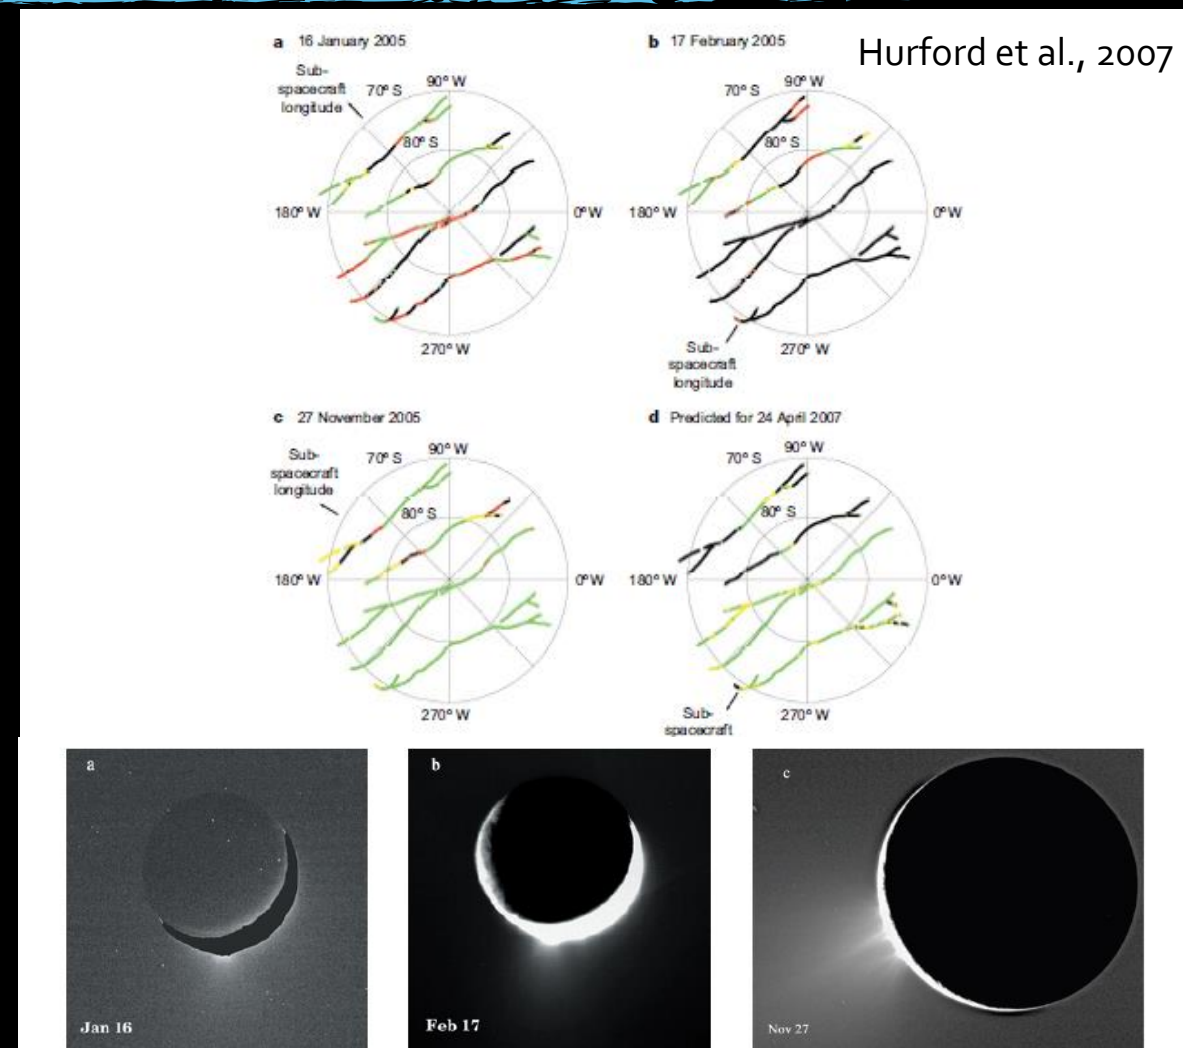 Hurford et al., 2007
a 16 January 2005
Sub-
spacecraft
longitude
70° S
90° W
80° S
180° W
0° W
270° W
b 17 February 2005
70° S
90° W
80° S
180° W
0° W
270° W
Sub-
spacecraft
longitude
c 27 November 2005
Sub-
spacecraft
longitude
70° S
90° W
80° S
180° W
0° W
270° W
d Predicted for 24 April 2007
70° S
90° W
80° S
180° W
0° W
270° W
Sub-
spacecraft
a
Jan 16
b
Feb 17
c
Nov 27